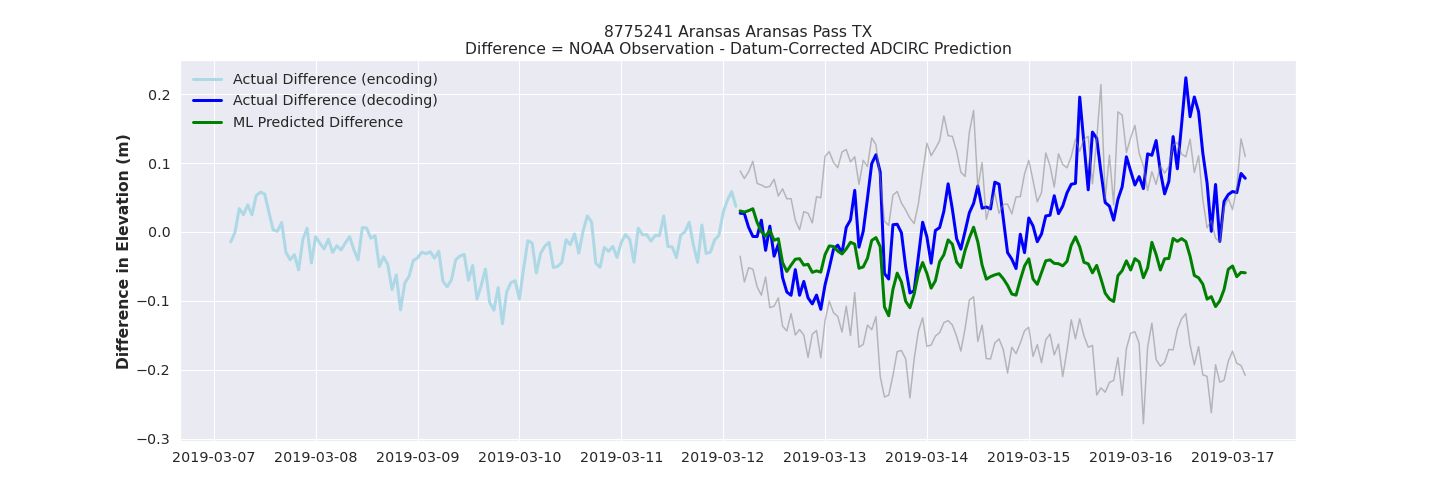 8775241 Aransas Aransas Pass TX
Difference = NOAA Observation - Datum-Corrected ADCIRC Prediction
Actual Difference (encoding)
Actual Difference (decoding)
ML Predicted Difference
Difference in Elevation (m)
0.2
0.1
0.0
−0.1
−0.2
−0.3
2019-03-07 2019-03-08 2019-03-09 2019-03-10 2019-03-11 2019-03-12 2019-03-13 2019-03-14 2019-03-15 2019-03-16 2019-03-17